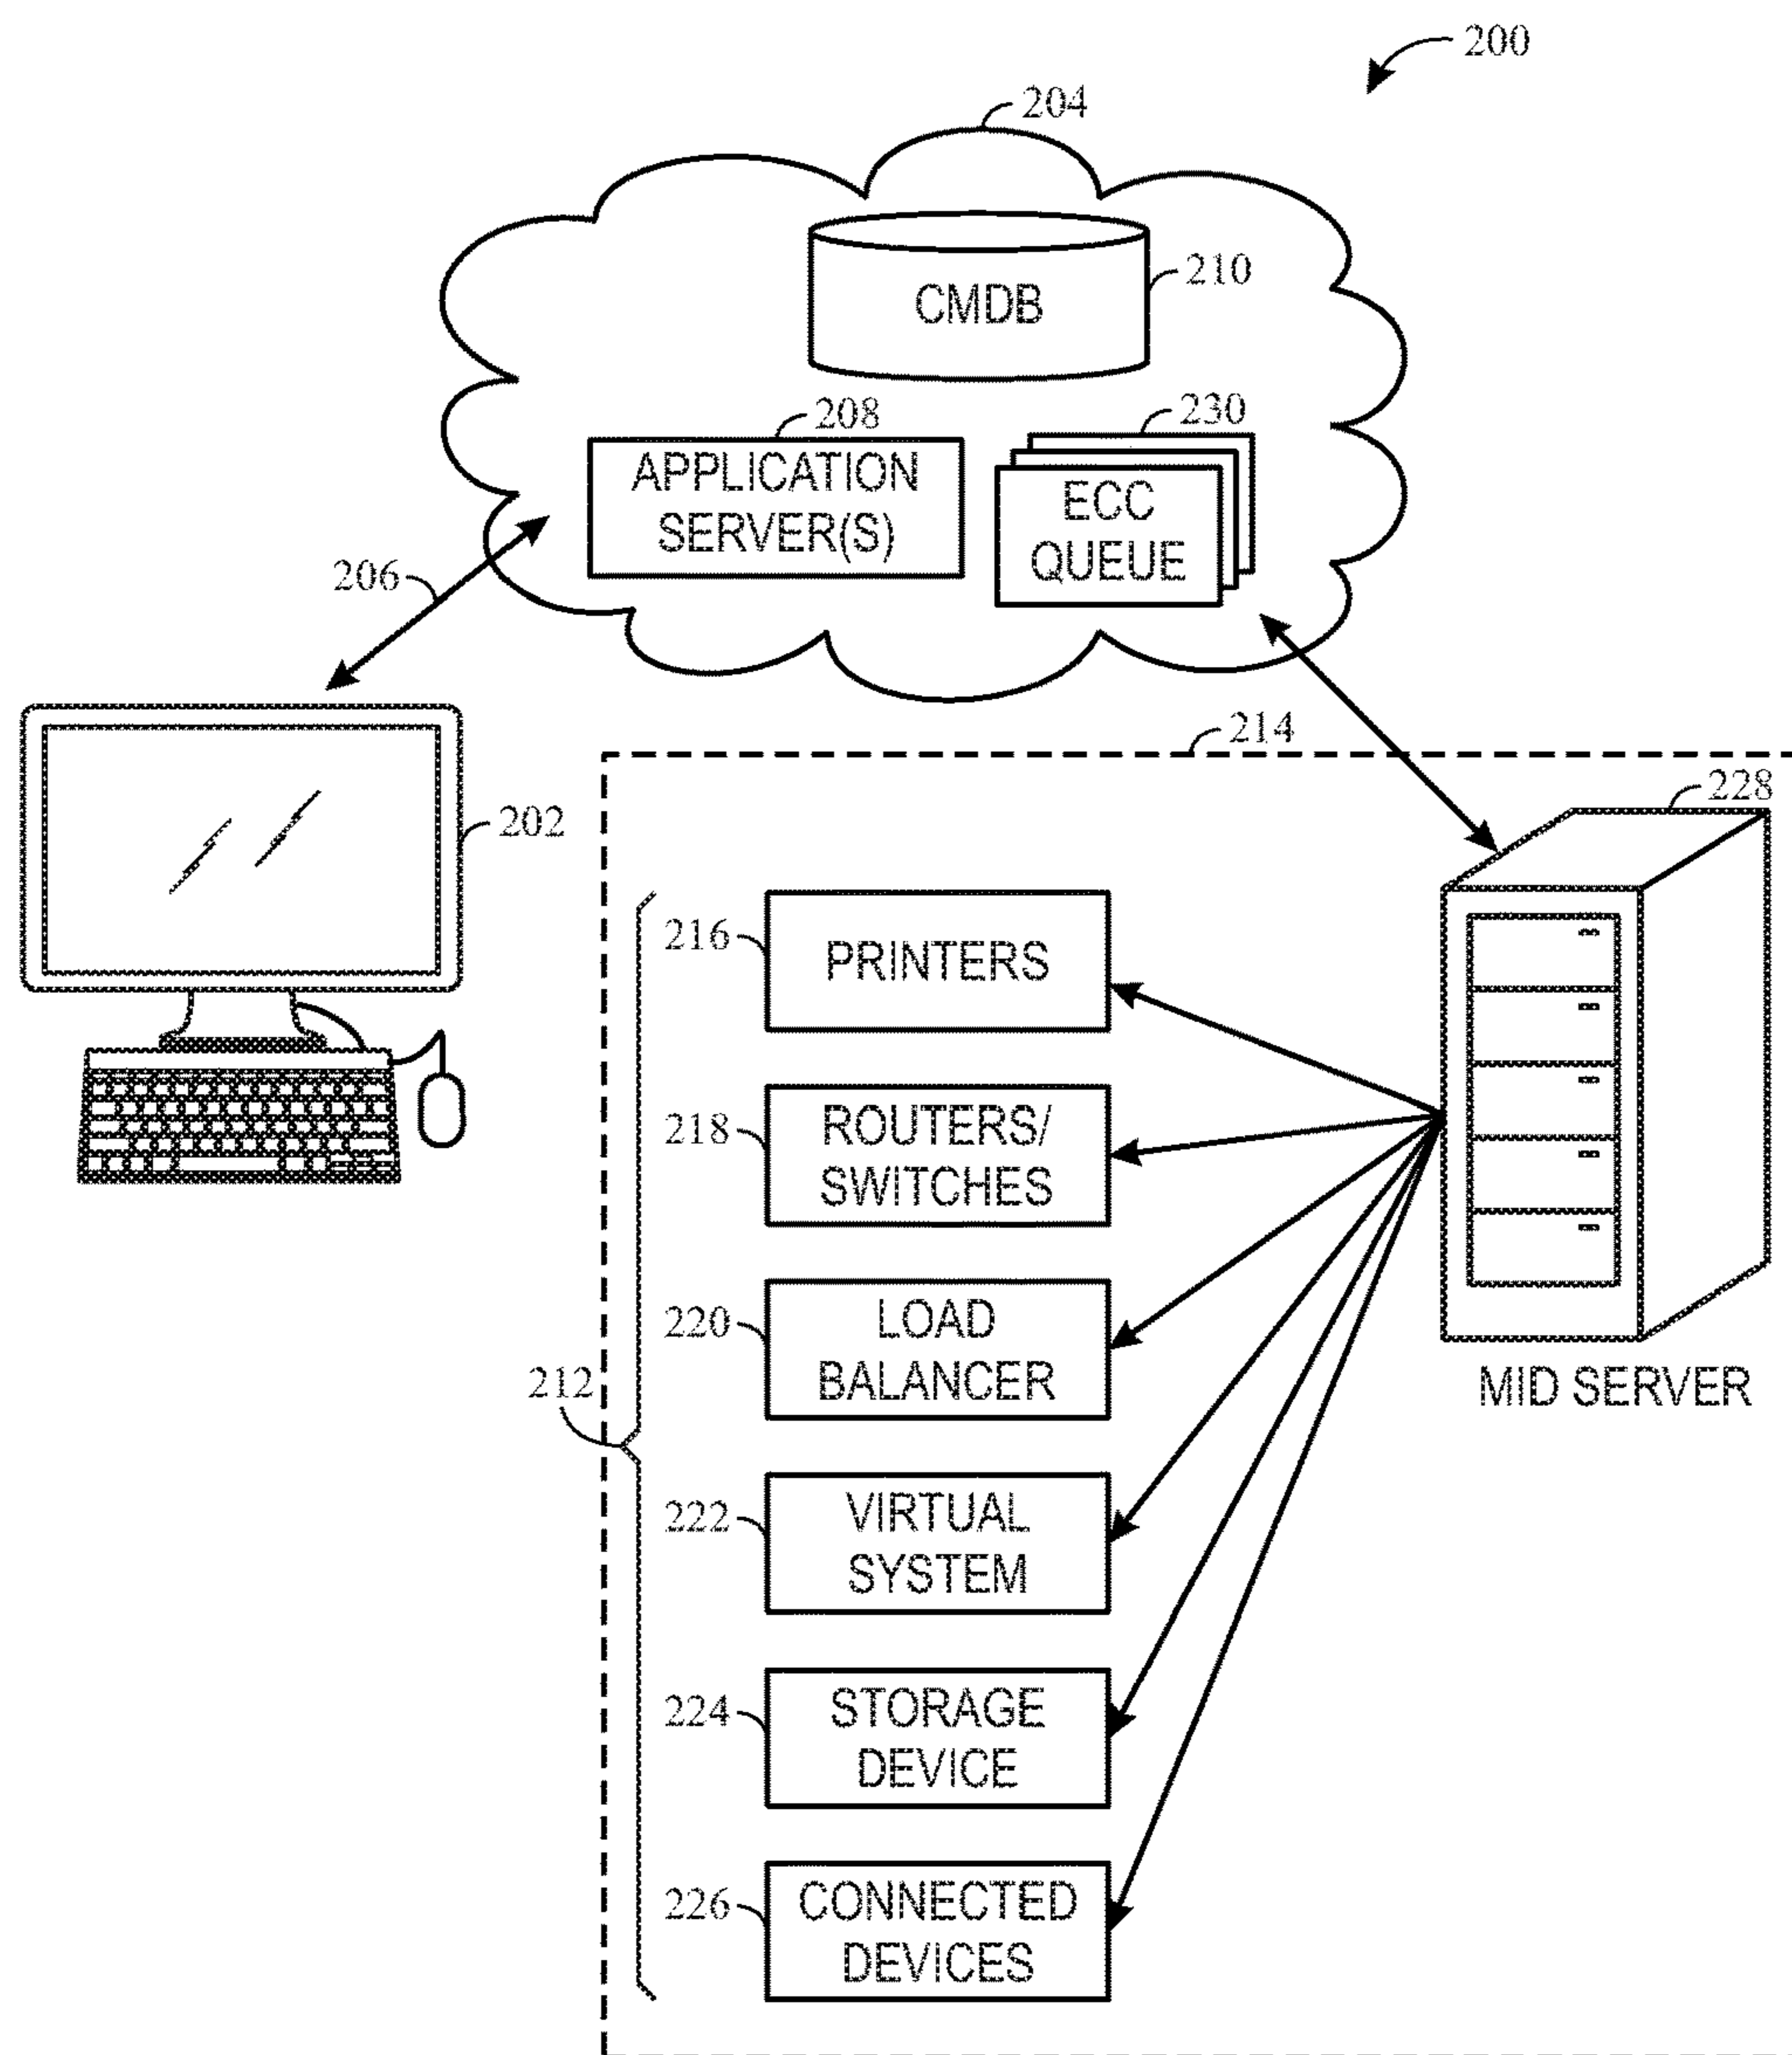 200
204
CMDB
210
208
230
APPLICATION
SERVER(S)
ECC
QUEUE
206
214
228
202
216
PRINTERS
218
ROUTERS/
SWITCHES
220
LOAD
BALANCER
212
MID SERVER
222
VIRTUAL
SYSTEM
224
STORAGE
DEVICE
226
CONNECTED
DEVICES